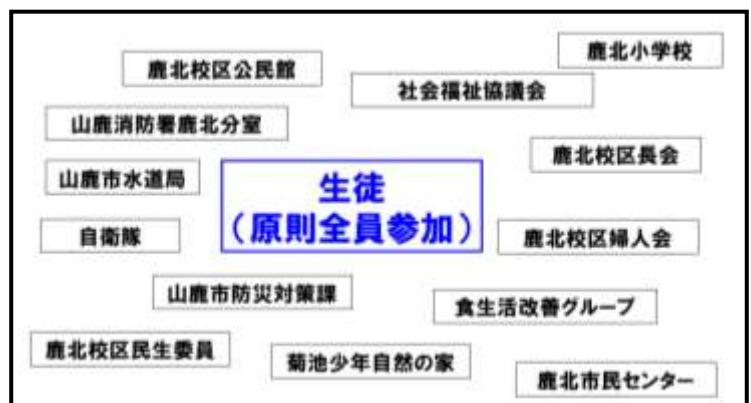 鹿北小学校
鹿北校区公民館
社会福祉協議会
山鹿消防署鹿北分室
鹿北校区長会
山鹿市水道局
生徒
（原則全員参加）
自衛隊
鹿北校区婦人会
山鹿市防災対策課
食生活改善グループ
鹿北校区民生委員
菊池少年自然の家
鹿北市民センター